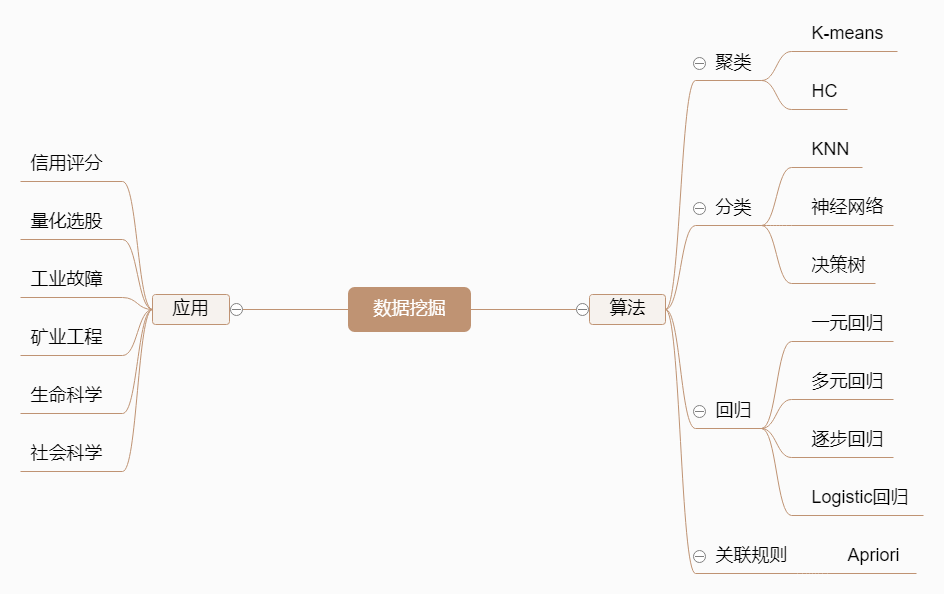 数据挖掘
应用
信用评分
量化选股
工业故障
矿业工程
生命科学
社会科学
算法
聚类
K-means
HC
分类
KNN
神经网络
决策树
回归
一元回归
多元回归
逐步回归
Logistic回归
关联规则
Apriori